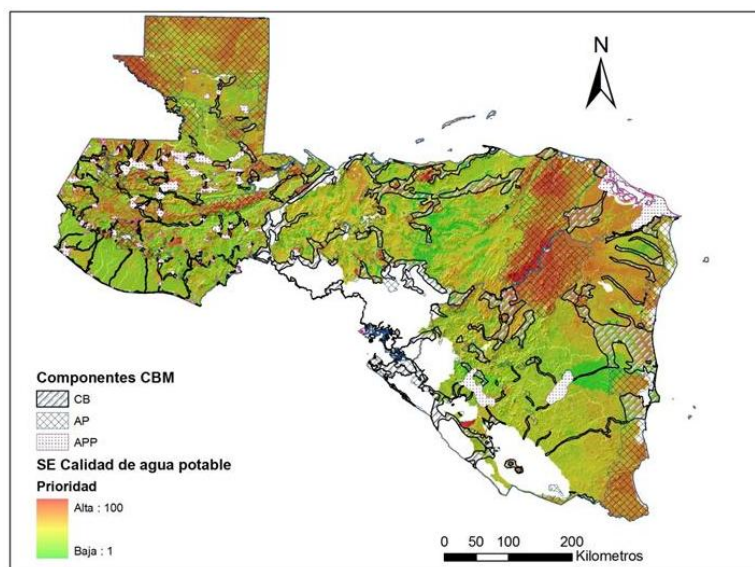 N
Componentes CBM
CB
AP
APP
SE Calidad de agua potable
Prioridad
Alta : 100
Baja : 1
0 50 100 200
Kilometros